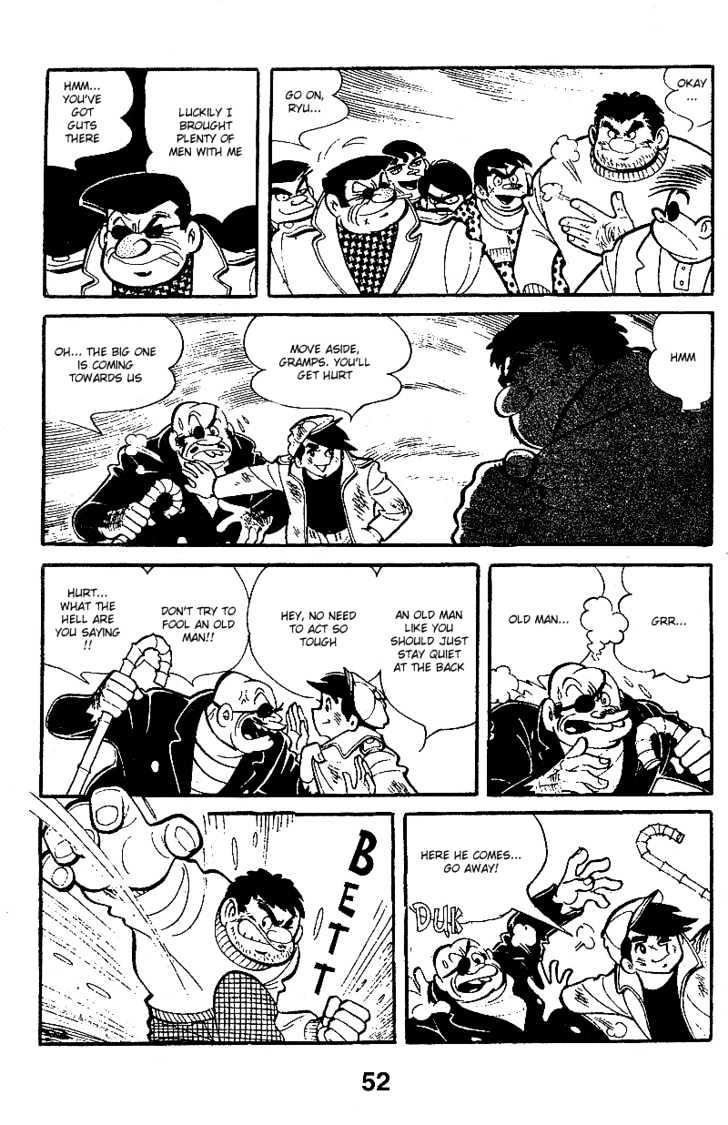 HMM...
YOU'VE
GOT
GUTS
THERE
LUCKILY I
BROUGHT
PLENTY OF
MEN WITH ME
GO ON,
RYU...
OKAY
...
OH... THE BIG ONE
IS COMING
TOWARDS US
MOVE ASIDE,
GRAMPS. YOU'LL
GET HURT
HMM
HURT...
WHAT THE
HELL ARE
YOU SAYING
!!
DON'T TRY TO
FOOL AN OLD
MAN!!
HEY, NO NEED
TO ACT SO
TOUGH
AN OLD MAN
LIKE YOU
SHOULD JUST
STAY QUIET
AT THE BACK
OLD MAN...
GRR...
BETT
HERE HE COMES...
GO AWAY!
DUK
52